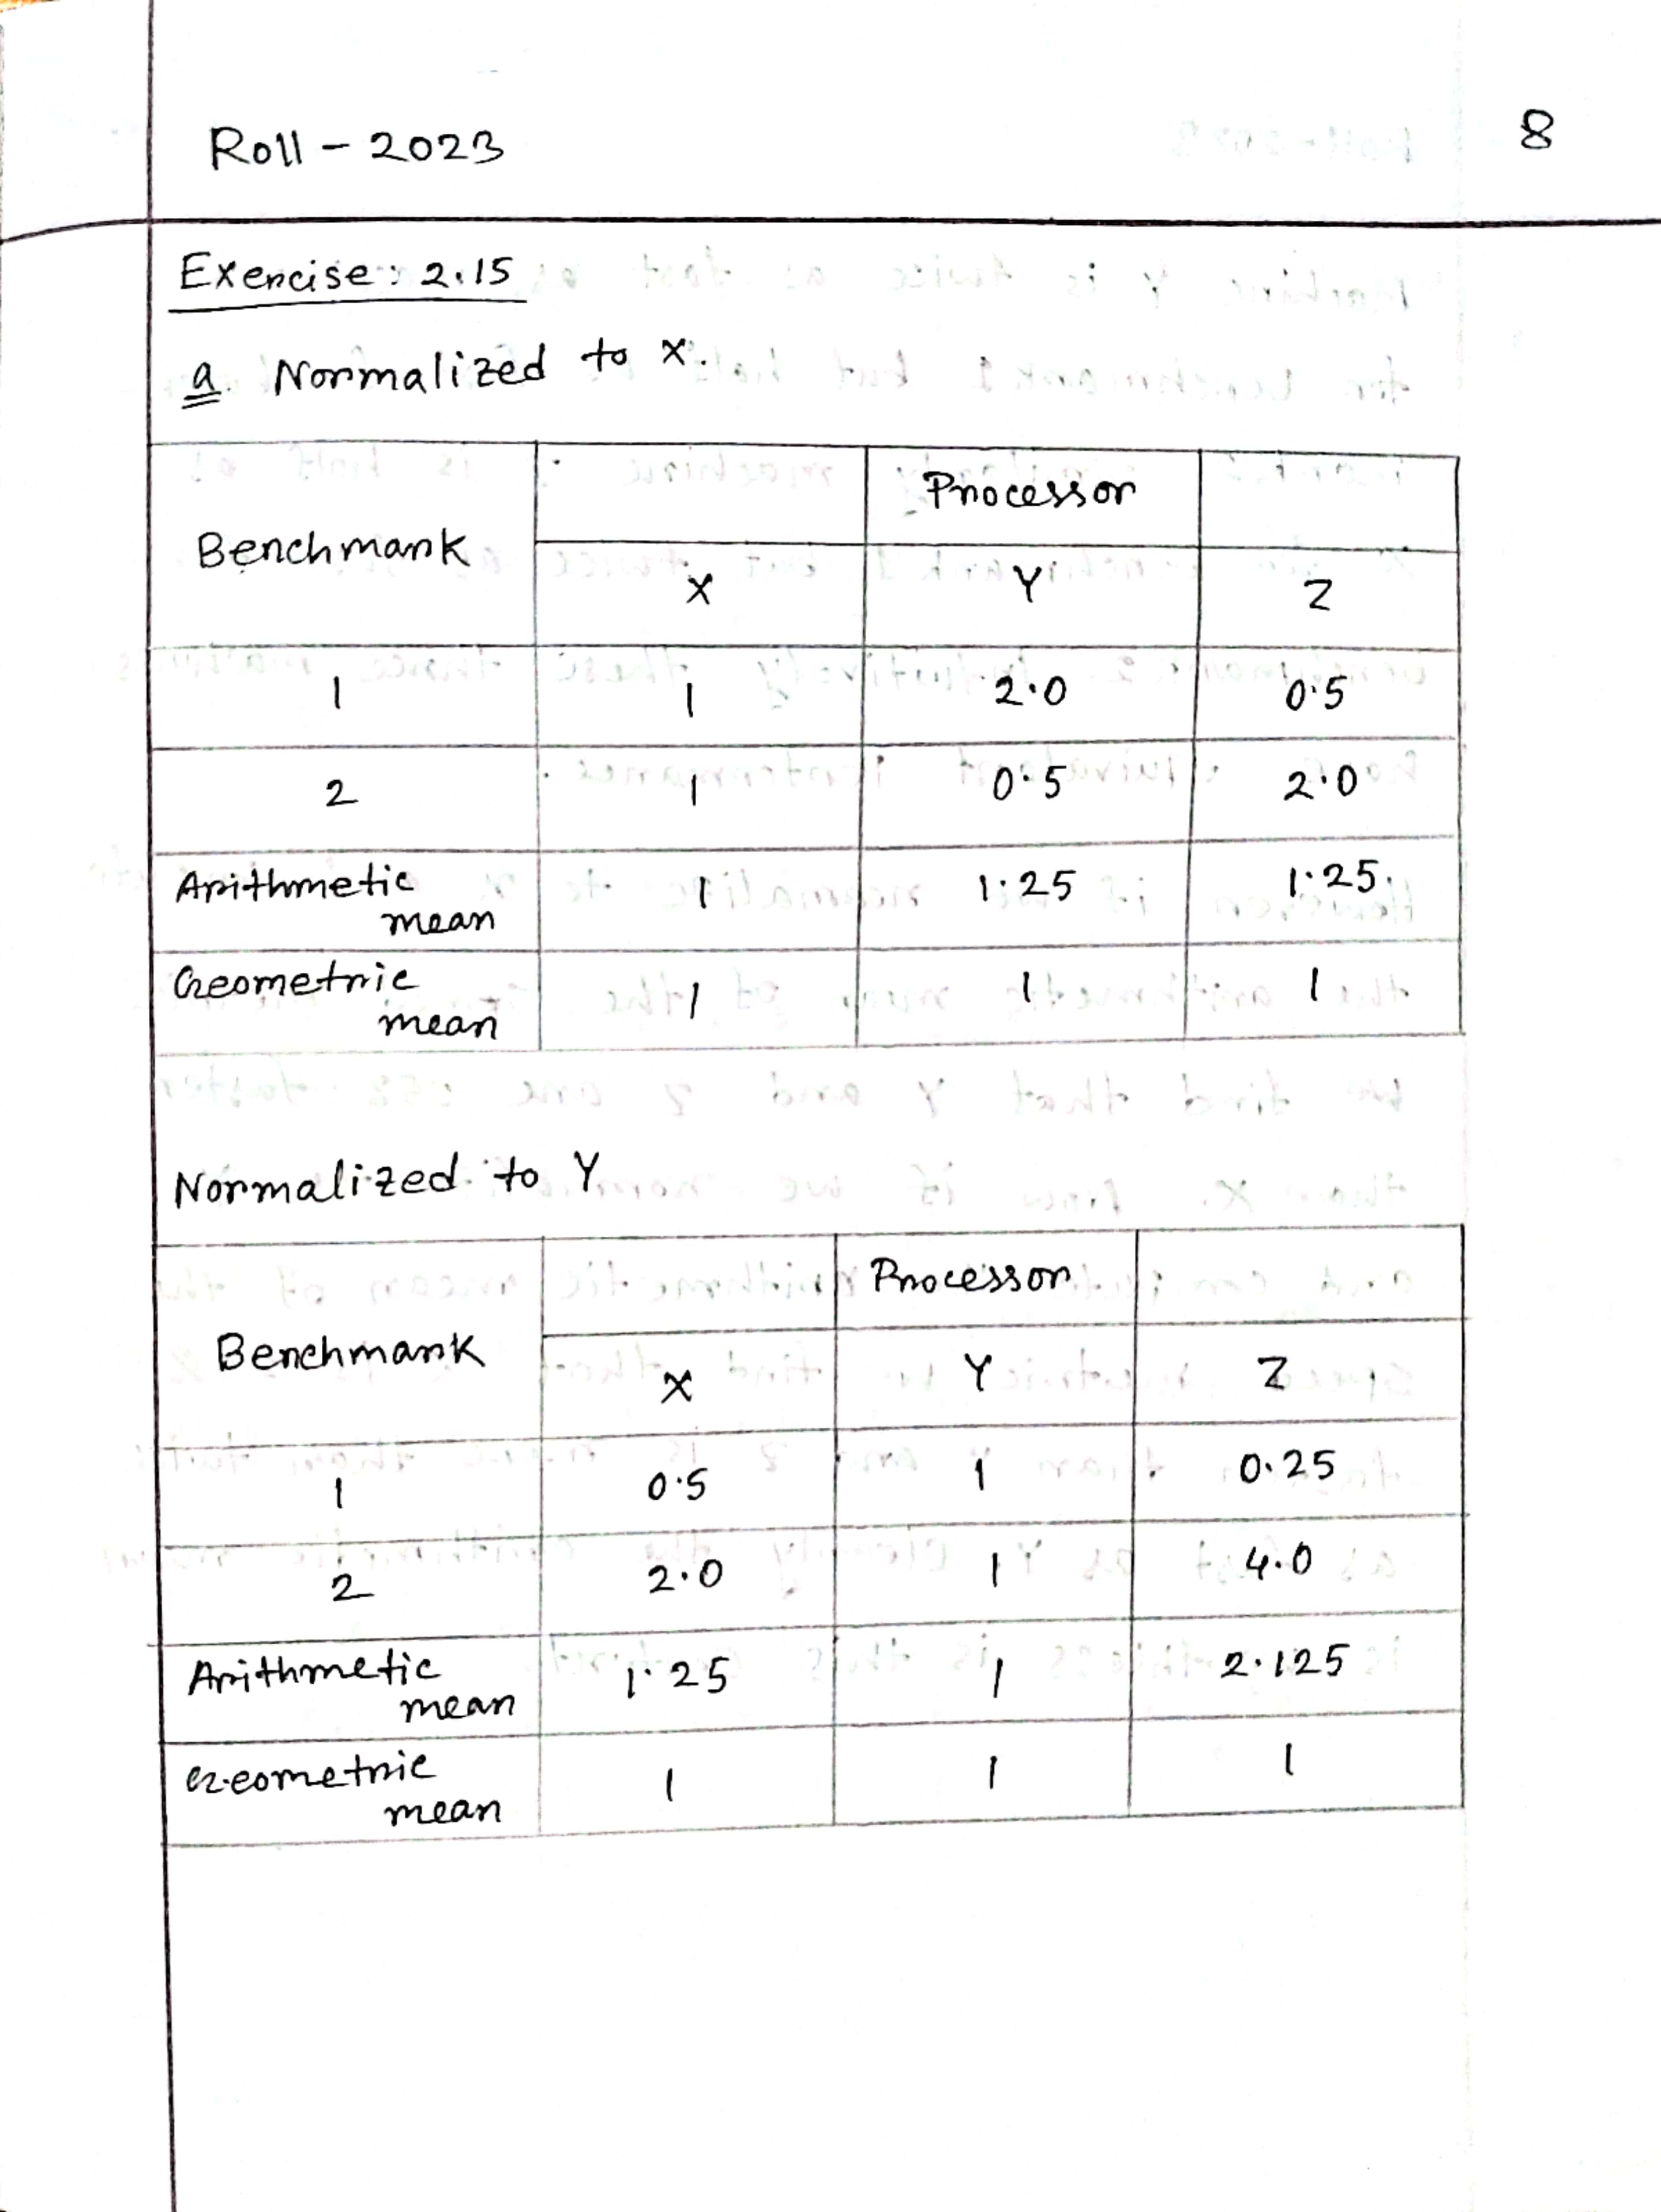 Roll - 2023
8
Exercise: 2.15
a. Normalized to X.
Benchmark
Processor
X Y Z
1 1 2.0 0.5
2 1 0.5 2.0
Arithmetic mean 1 1.25 1.25.
Geometric mean 1 1 1
Normalized to Y
Benchmark
Processor
X Y Z
1 0.5 1 0.25
2 2.0 1 4.0
Arithmetic mean 1.25 1 2.125
Geometric mean 1 1 1